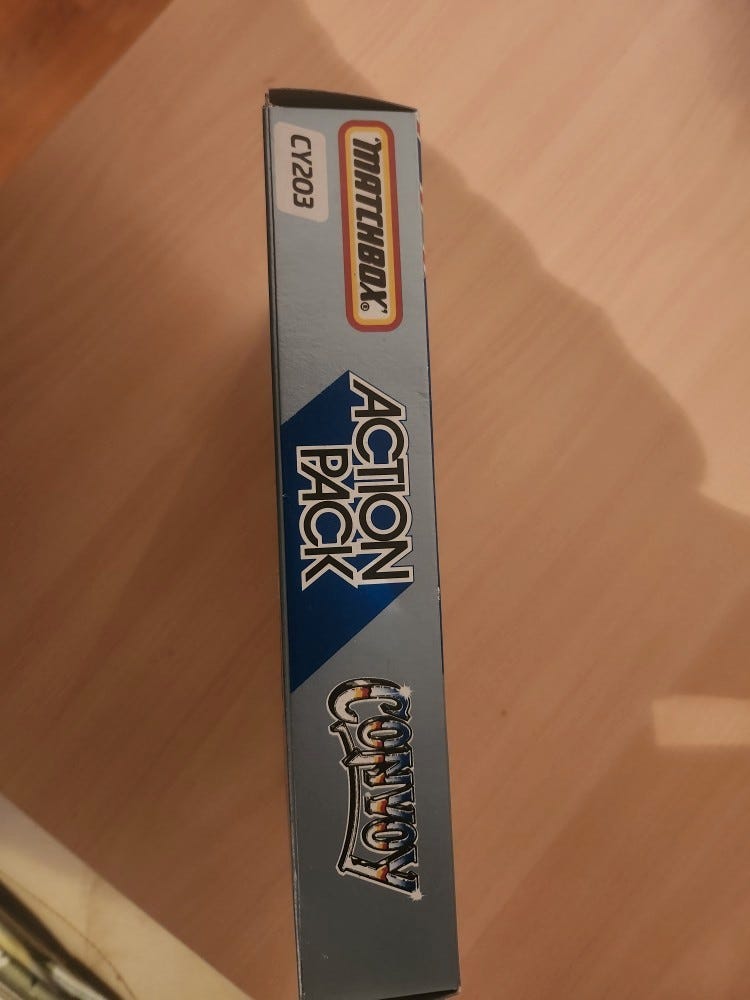 MATCHBOX®
CY203
ACTION
PACK
CONVOY